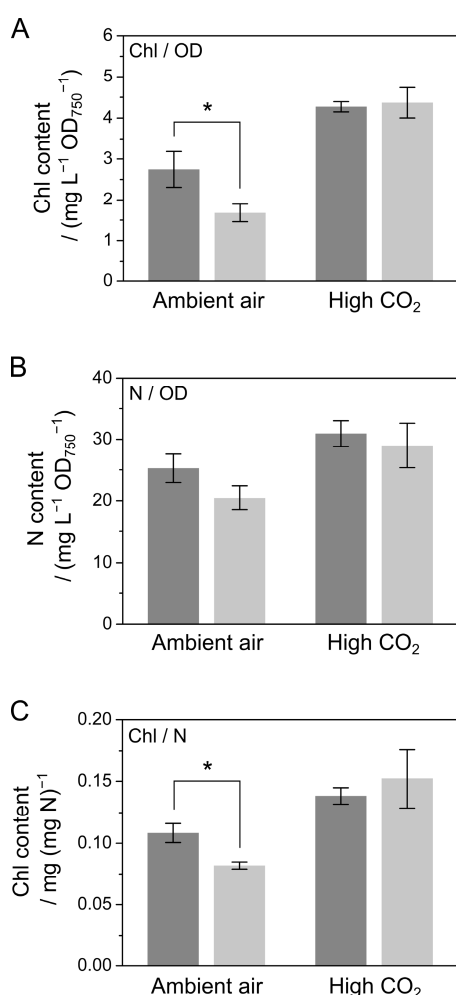 A
Chl / OD
Chl content
/ (mg L⁻¹ OD₇₅₀⁻¹)
6
5
4
3
2
1
0
*
Ambient air
High CO₂
B
N / OD
N content
/ (mg L⁻¹ OD₇₅₀⁻¹)
40
30
20
10
0
Ambient air
High CO₂
C
Chl / N
Chl content
/ mg (mg N)⁻¹
0.20
0.15
0.10
0.05
0.00
*
Ambient air
High CO₂